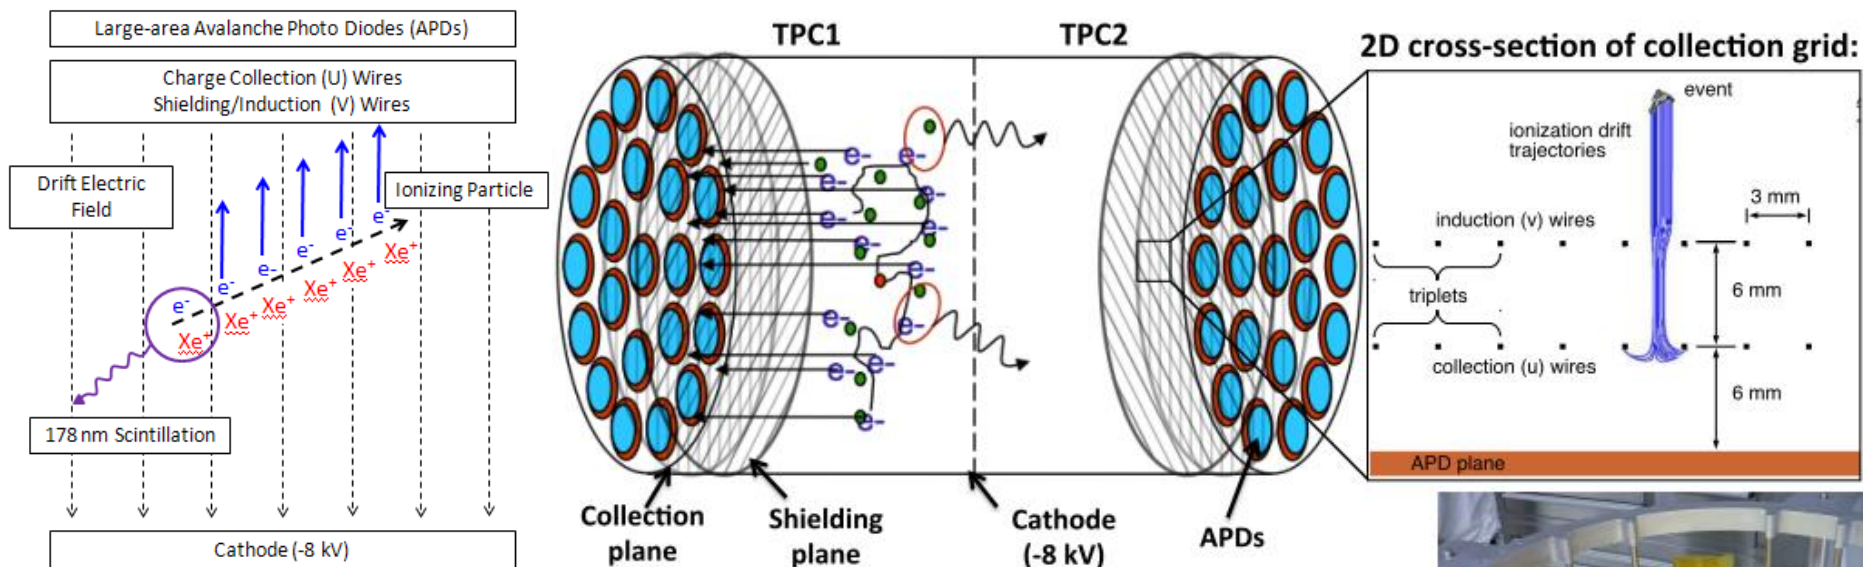 Large-area Avalanche Photo Diodes (APDs)
Charge Collection (U) Wires
Shielding/Induction (V) Wires
Drift Electric
Field
Ionizing Particle
e-
e-
e-
e-
e-
e-
Xe+
Xe+
Xe+
Xe+
Xe+
Xe+
178 nm Scintillation
Cathode (-8 kV)
TPC1
TPC2
e-
e-
e-
e-
e-
e-
e-
e-
e-
e-
e-
e-
e-
Collection
plane
Shielding
plane
Cathode
(-8 kV)
APDs
2D cross-section of collection grid:
event
ionization drift
trajectories
3 mm
induction (v) wires
triplets
6 mm
collection (u) wires
6 mm
APD plane